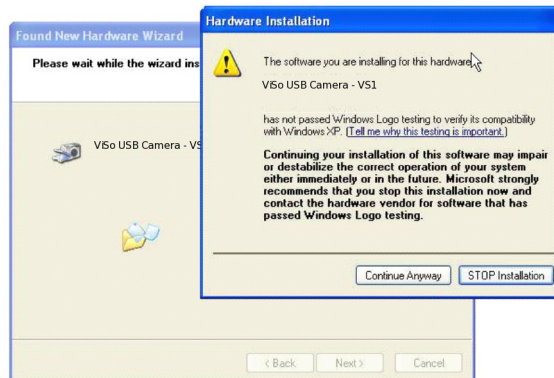 Found New Hardware Wizard
Please wait while the wizard ins
ViSo USB Camera - VS
< Back
Next >
Cancel
Hardware Installation
The software you are installing for this hardware
ViSo USB Camera - VS1
has not passed Windows Logo testing to verify its compatibility
with Windows XP. (Tell me why this testing is important.)
Continuing your installation of this software may impair
or destabilize the correct operation of your system
either immediately or in the future. Microsoft strongly
recommends that you stop this installation now and
contact the hardware vendor for software that has
passed Windows Logo testing.
Continue Anyway
STOP Installation